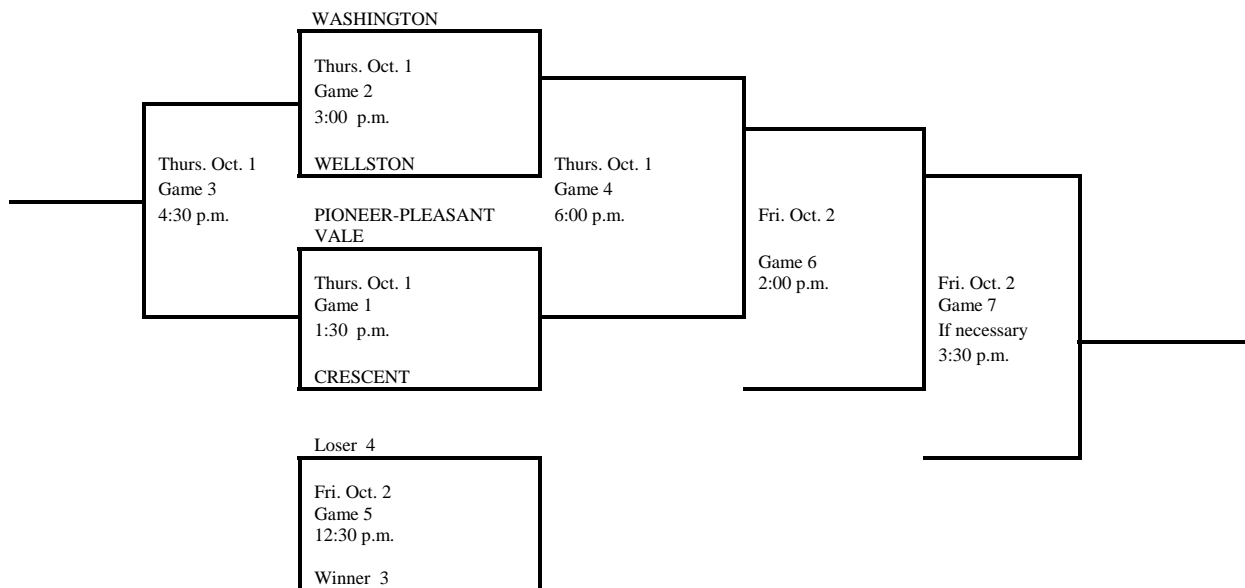 WASHINGTON
Thurs. Oct. 1
Game 2
3:00 p.m.
WELLSTON
Thurs. Oct. 1
Game 3
4:30 p.m.
Thurs. Oct. 1
Game 4
6:00 p.m.
PIONEER-PLEASANT
VALE
Thurs. Oct. 1
Game 1
1:30 p.m.
CRESCENT
Fri. Oct. 2
Game 6
2:00 p.m.
Fri. Oct. 2
Game 7
If necessary
3:30 p.m.
Loser 4
Fri. Oct. 2
Game 5
12:30 p.m.
Winner 3